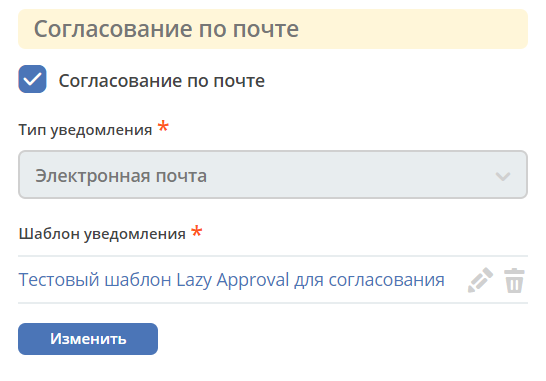 Согласование по почте
Согласование по почте
Тип уведомления *
Электронная почта
Шаблон уведомления *
Тестовый шаблон Lazy Approval для согласования
Изменить